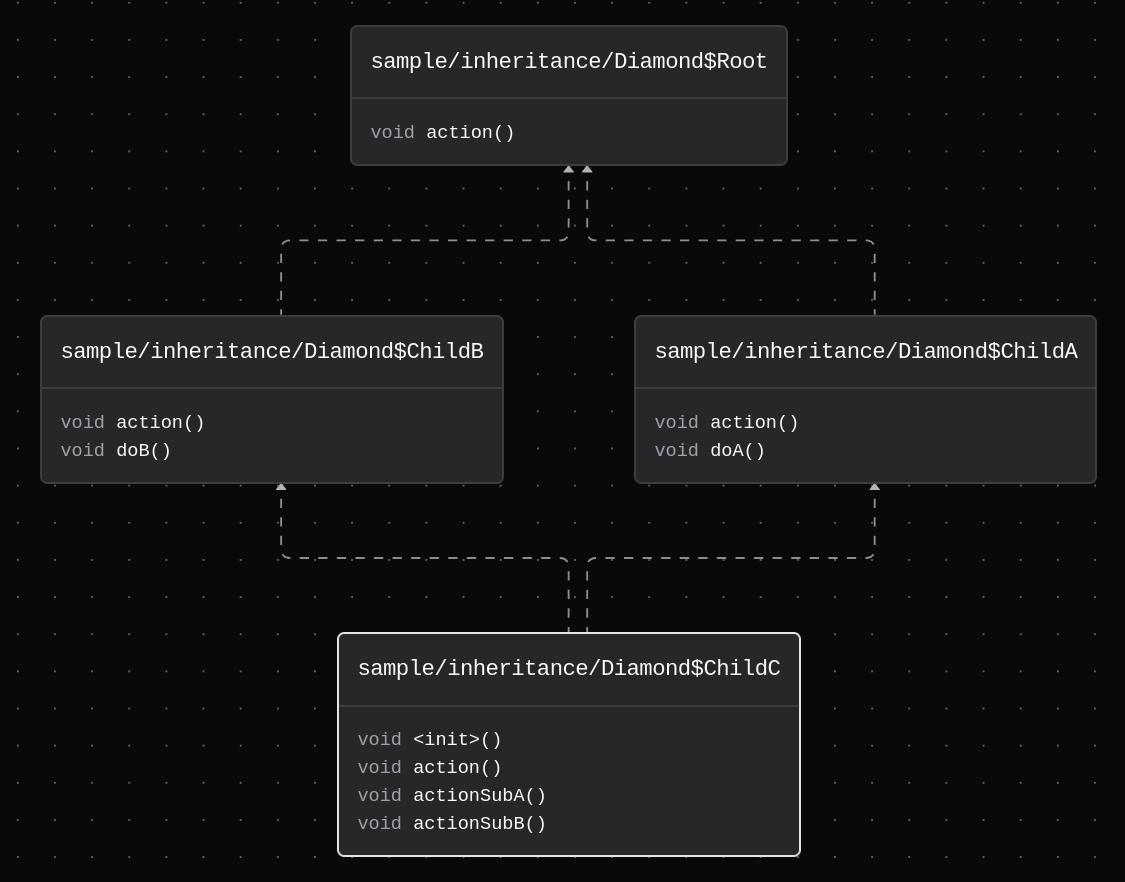 sample/inheritance/Diamond$Root
void action()
sample/inheritance/Diamond$ChildB
void action()
void doB()
sample/inheritance/Diamond$ChildA
void action()
void doA()
sample/inheritance/Diamond$ChildC
void <init>()
void action()
void actionSubA()
void actionSubB()